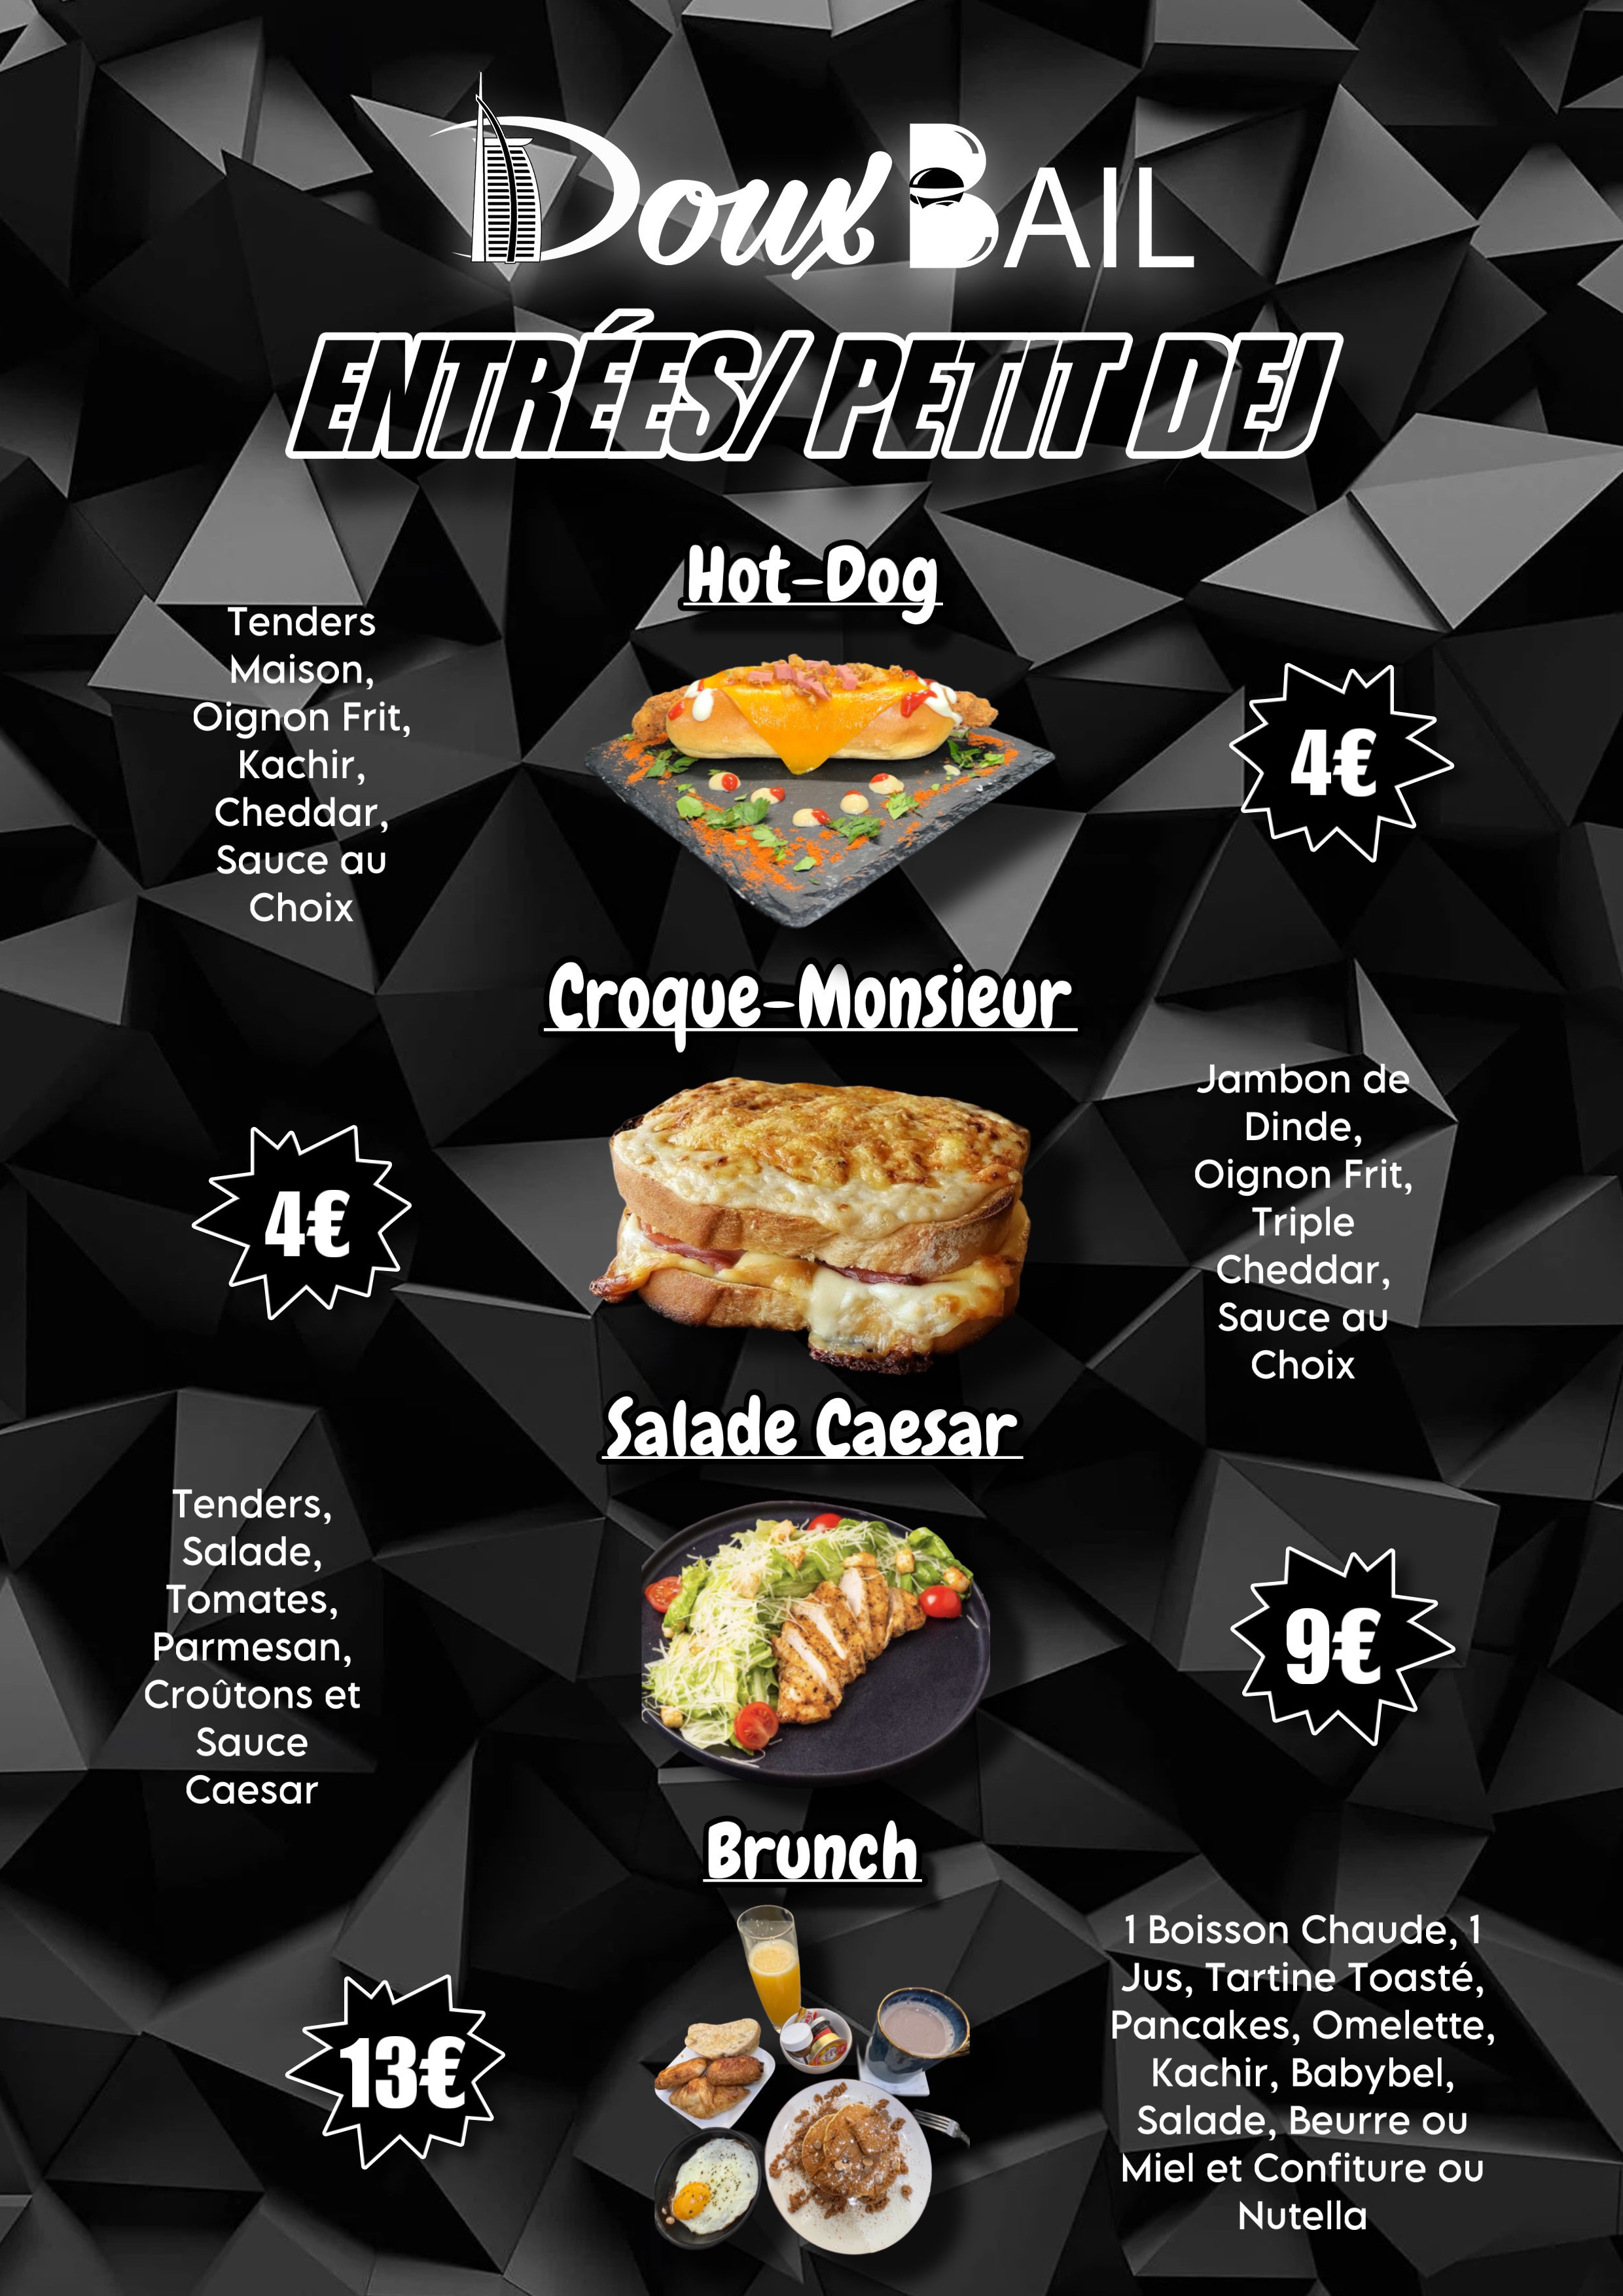 Doux BAIL
ENTRÉES/ PETIT DEJ
Hot-Dog
Tenders
Maison,
Oignon Frit,
Kachir,
Cheddar,
Sauce au
Choix
4€
Croque-Monsieur
4€
Jambon de
Dinde,
Oignon Frit,
Triple
Cheddar,
Sauce au
Choix
Salade Caesar
Tenders,
Salade,
Tomates,
Parmesan,
Croûtons et
Sauce
Caesar
9€
Brunch
13€
1 Boisson Chaude, 1
Jus, Tartine Toasté,
Pancakes, Omelette,
Kachir, Babybel,
Salade, Beurre ou
Miel et Confiture ou
Nutella